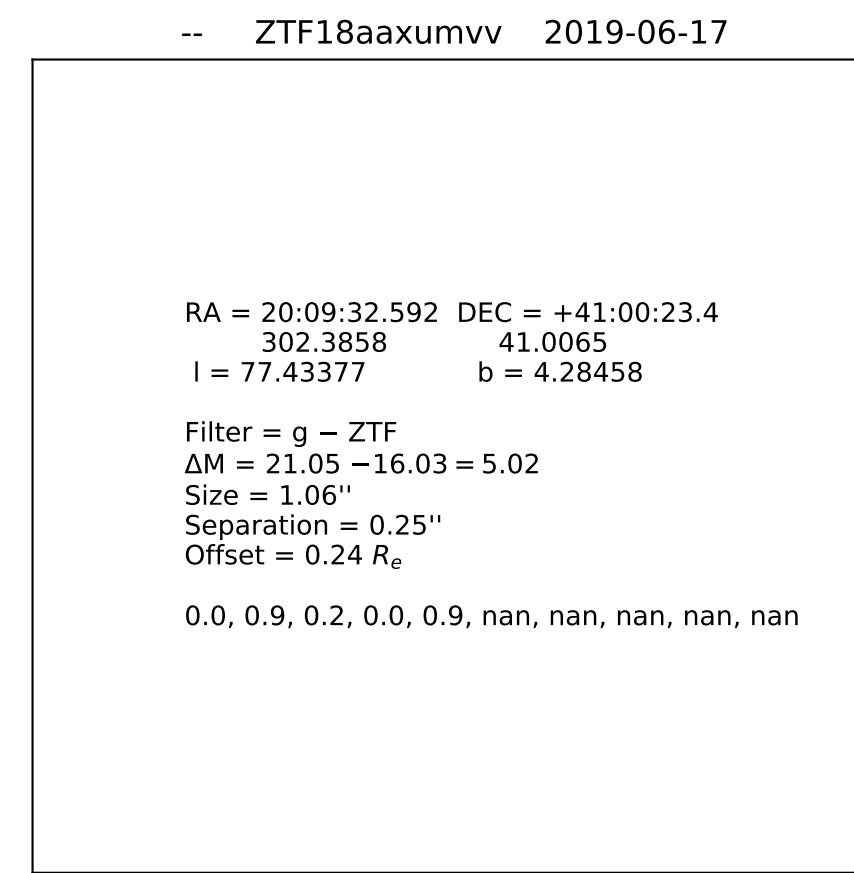 -- ZTF18aaxumvv 2019-06-17
RA = 20:09:32.592 DEC = +41:00:23.4
302.3858 41.0065
l = 77.43377 b = 4.28458
Filter = g − ZTF
ΔM = 21.05 −16.03 = 5.02
Size = 1.06''
Separation = 0.25''
Offset = 0.24 Rₑ
0.0, 0.9, 0.2, 0.0, 0.9, nan, nan, nan, nan, nan